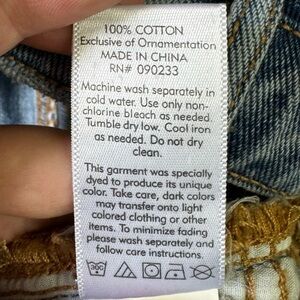 100% COTTON
Exclusive of Ornamentation
MADE IN CHINA
RN# 090233
Machine wash separately in
cold water. Use only non-
chlorine bleach as needed.
Tumble dry low. Cool iron
as needed. Do not dry
clean.
This garment was specially
dyed to produce its unique
color. Take care, dark colors
may transfer onto light
colored clothing or other
items. To minimize fading
please wash separately and
follow care instructions.